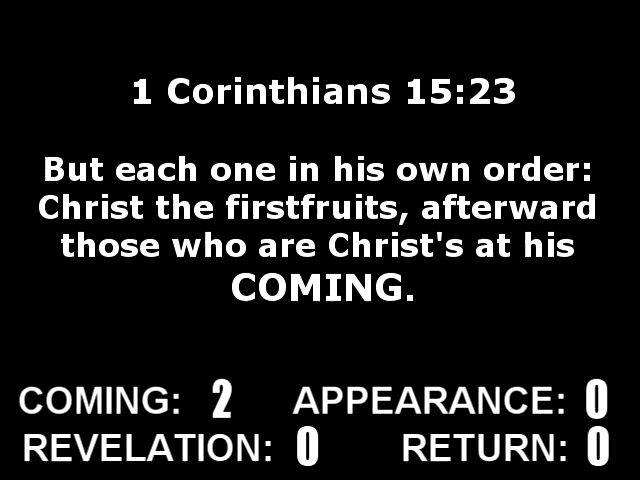 1 Corinthians 15:23
But each one in his own order:
Christ the firstfruits, afterward
those who are Christ's at his
COMING.
COMING: 2 APPEARANCE: 0
REVELATION: 0 RETURN: 0